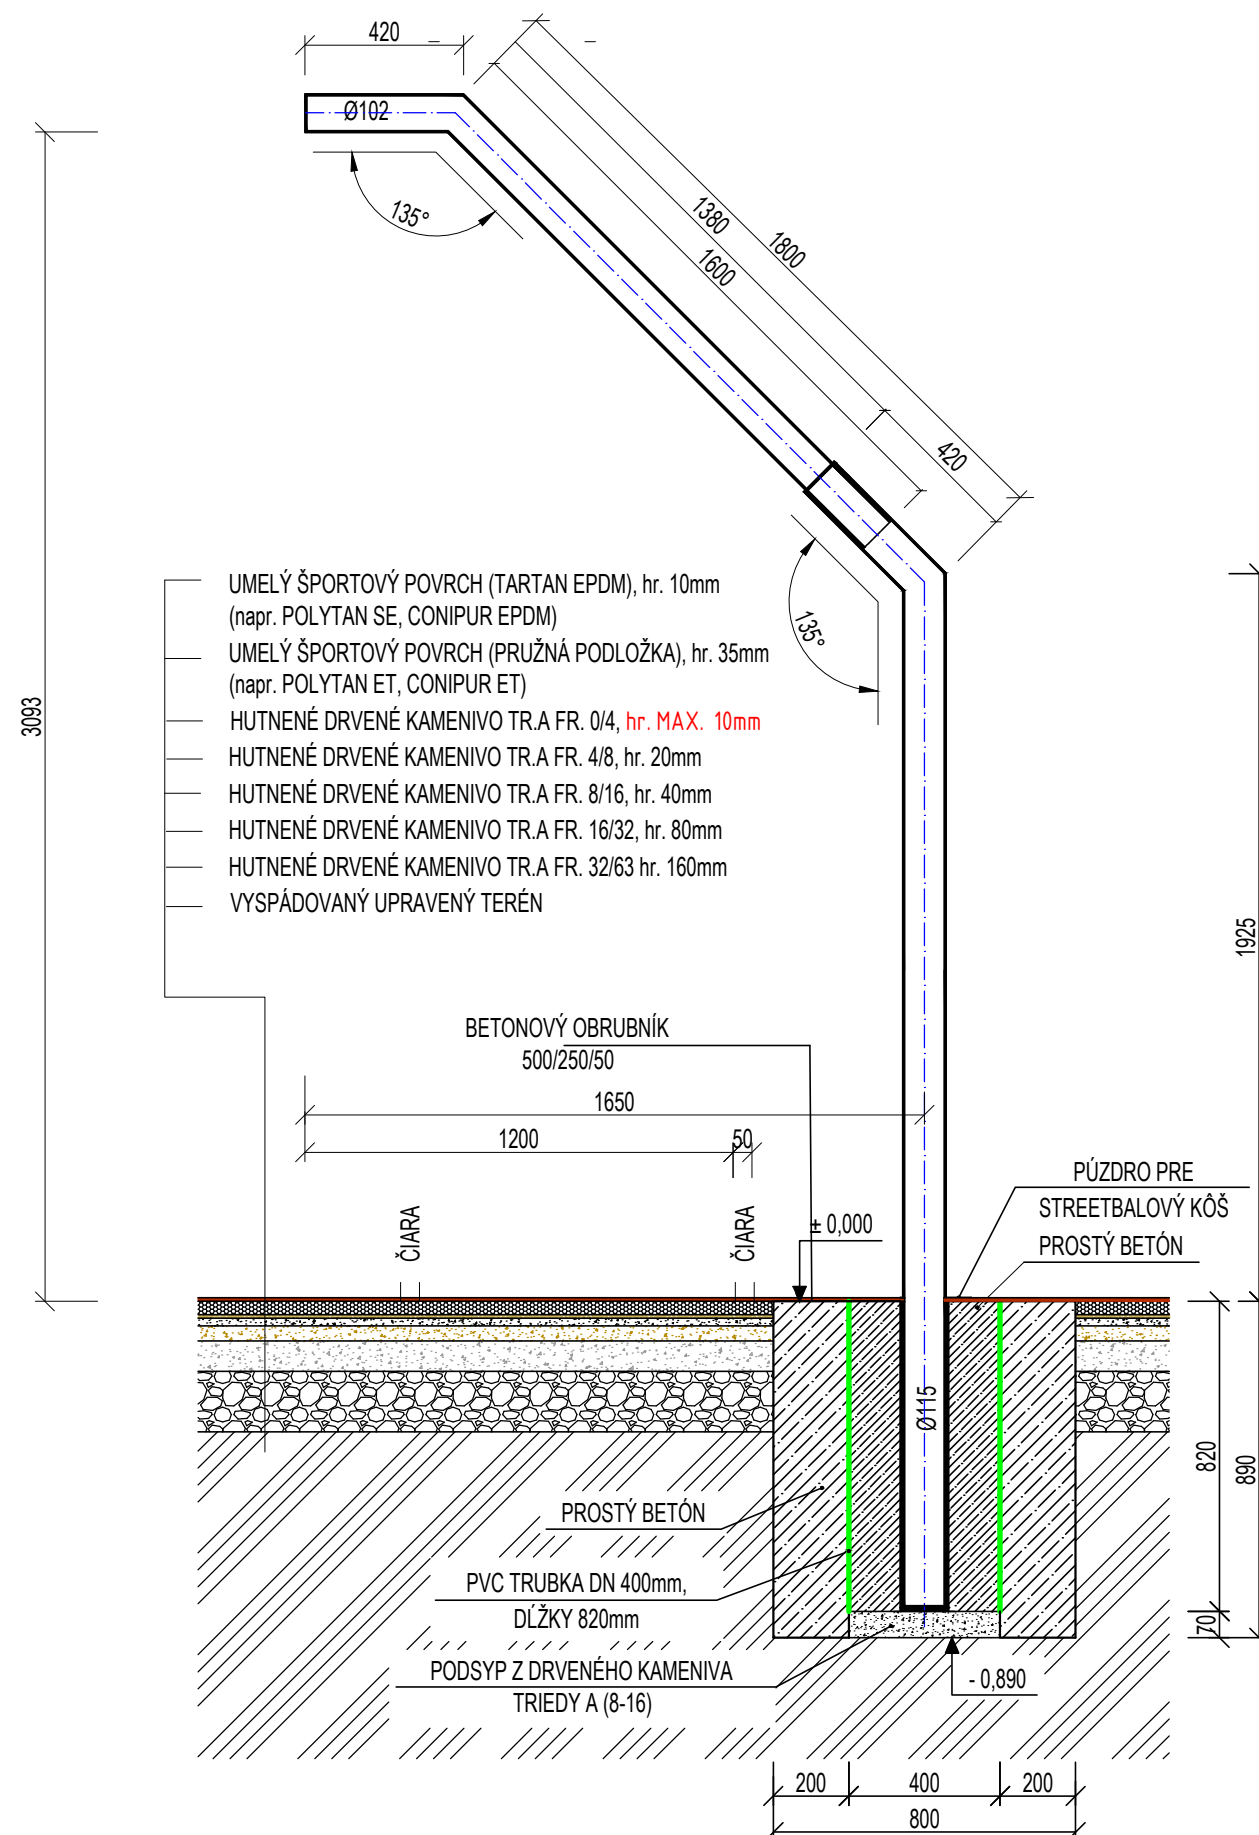 420
Ø102
135°
1380
1800
1600
420
135°
3093
UMELÝ ŠPORTOVÝ POVRCH (TARTAN EPDM), hr. 10mm
(napr. POLYTAN SE, CONIPUR EPDM)
UMELÝ ŠPORTOVÝ POVRCH (PRUŽNÁ PODLOŽKA), hr. 35mm
(napr. POLYTAN ET, CONIPUR ET)
HUTNENÉ DRVENÉ KAMENIVO TR.A FR. 0/4, hr. MAX. 10mm
HUTNENÉ DRVENÉ KAMENIVO TR.A FR. 4/8, hr. 20mm
HUTNENÉ DRVENÉ KAMENIVO TR.A FR. 8/16, hr. 40mm
HUTNENÉ DRVENÉ KAMENIVO TR.A FR. 16/32, hr. 80mm
HUTNENÉ DRVENÉ KAMENIVO TR.A FR. 32/63 hr. 160mm
VYSPÁDOVANÝ UPRAVENÝ TERÉN
1925
BETONOVÝ OBRUBNÍK
500/250/50
1650
1200
50
ČIARA
ČIARA
± 0,000
PÚZDRO PRE
STREETBALOVÝ KÔŠ
PROSTÝ BETÓN
Ø115
820
890
PROSTÝ BETÓN
PVC TRUBKA DN 400mm,
DĹŽKY 820mm
70
PODSYP Z DRVENÉHO KAMENIVA
TRIEDY A (8-16)
- 0,890
200
400
200
800